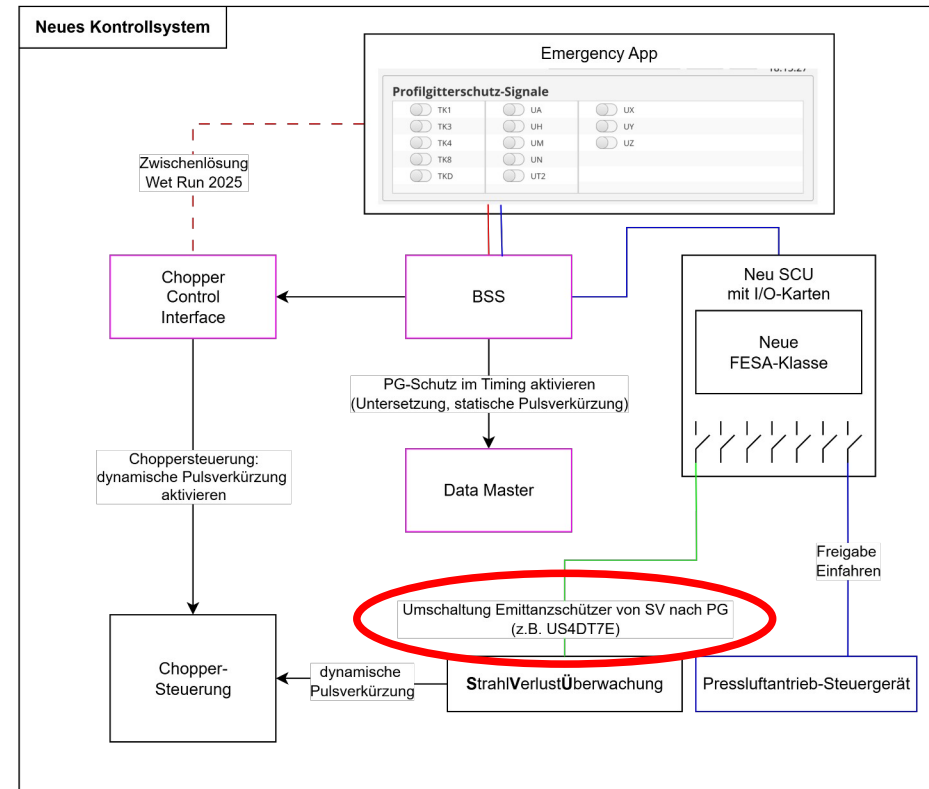 Neues Kontrollsystem
Emergency App
Profilgitterschutz-Signale
TK1
UA
UX
TK3
UH
UY
TK4
UM
UZ
TK8
UN
TKD
UT2
Zwischenlösung
Wet Run 2025
Chopper
Control
Interface
BSS
Neu SCU
mit I/O-Karten
Neue
FESA-Klasse
PG-Schutz im Timing aktivieren
(Untersetzung, statische Pulsverkürzung)
Choppersteuerung:
dynamische Pulsverkürzung
aktivieren
Data Master
Freigabe
Einfahren
Umschaltung Emittanzschützer von SV nach PG
(z.B. US4DT7E)
Chopper-
Steuerung
dynamische
Pulsverkürzung
StrahlVerlustÜberwachung
Pressluftantrieb-Steuergerät